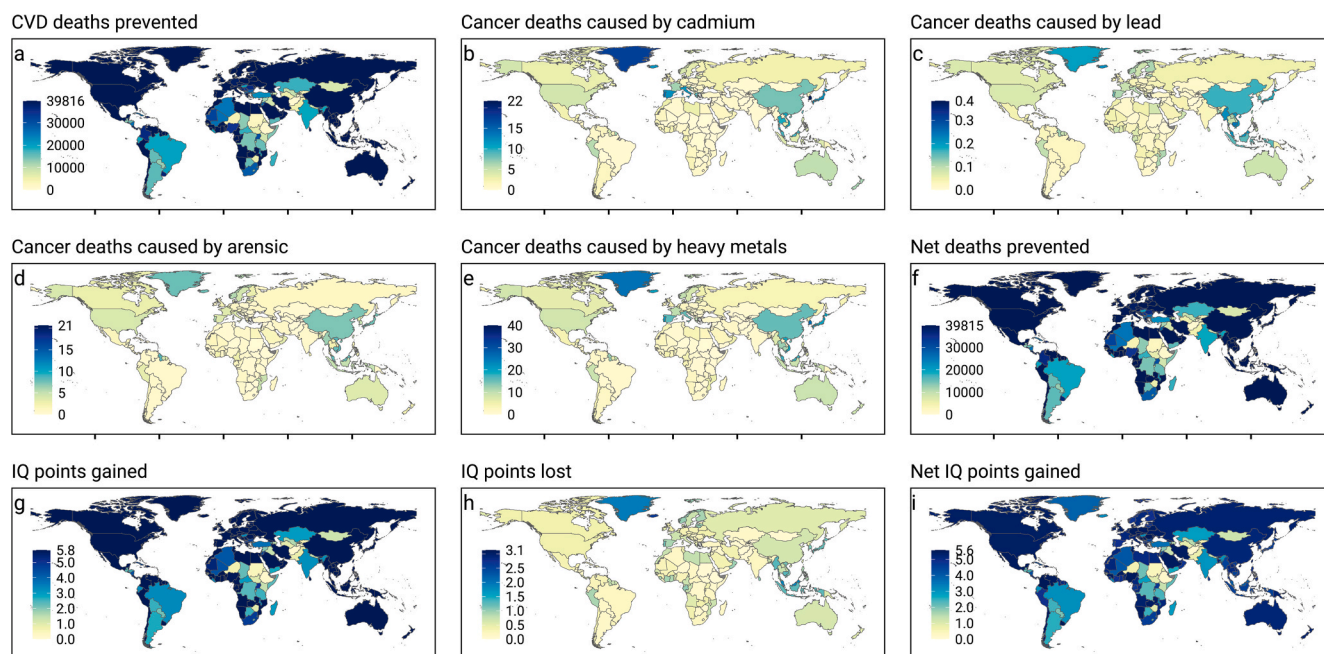 CVD deaths prevented
a
39816
30000
20000
10000
0
Cancer deaths caused by cadmium
b
22
20
15
10
5
0
Cancer deaths caused by lead
c
0.4
0.3
0.2
0.1
0.0
Cancer deaths caused by arensic
d
21
20
15
10
5
0
Cancer deaths caused by heavy metals
e
40
30
20
10
0
Net deaths prevented
f
39815
30000
20000
10000
0
IQ points gained
g
5.8
5.0
4.0
3.0
2.0
1.0
0.0
IQ points lost
h
3.1
2.5
2.0
1.5
1.0
0.5
0.0
Net IQ points gained
i
5.6
5.0
4.0
3.0
2.0
1.0
0.0